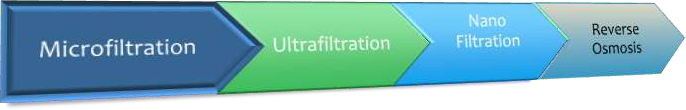 Microfiltration
Ultrafiltration
Nano
Filtration
Reverse
Osmosis